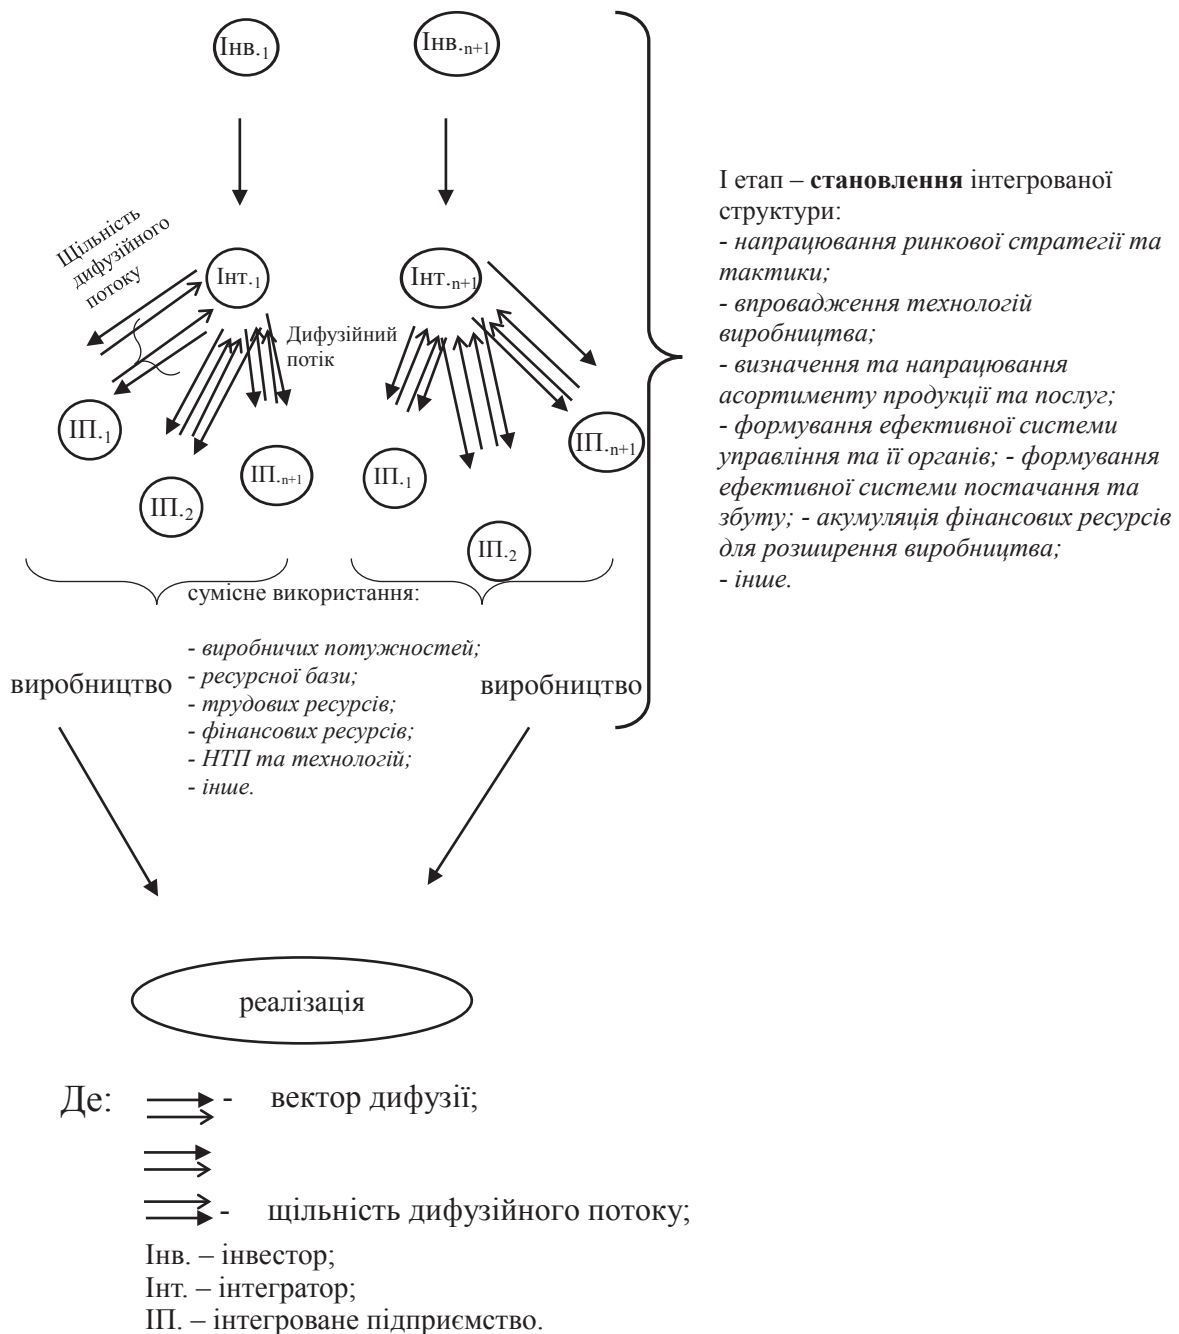 Інв.1
Інв.n+1
Щільність
дифузійного
потоку
Інт.1
Інт.n+1
Дифузійний
потік
ІП.1
ІП.2
ІП.n+1
ІП.1
ІП.2
ІП.n+1
І етап – становлення інтегрованої
структури:
- напрацювання ринкової стратегії та
тактики;
- впровадження технологій
виробництва;
- визначення та напрацювання
асортименту продукції та послуг;
- формування ефективної системи
управління та її органів; - формування
ефективної системи постачання та
збуту; - акумуляція фінансових ресурсів
для розширення виробництва;
- інше.
сумісне використання:
- виробничих потужностей;
- ресурсної бази;
- трудових ресурсів;
- фінансових ресурсів;
- НТП та технологій;
- інше.
виробництво
виробництво
реалізація
Де:
- вектор дифузії;
- щільність дифузійного потоку;
Інв. – інвестор;
Інт. – інтегратор;
ІП. – інтегроване підприємство.